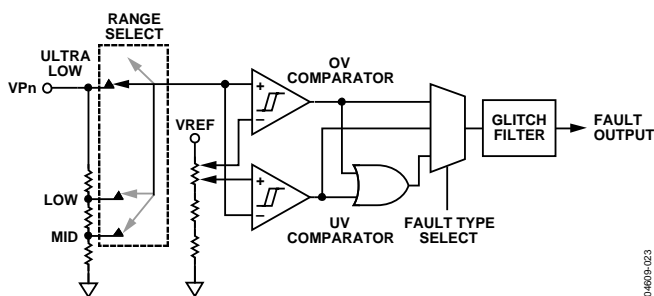 RANGE
SELECT
ULTRA
LOW
VPn
LOW
MID
VREF
OV
COMPARATOR
+
–
+
–
UV
COMPARATOR
FAULT TYPE
SELECT
GLITCH
FILTER
FAULT
OUTPUT
04609-023